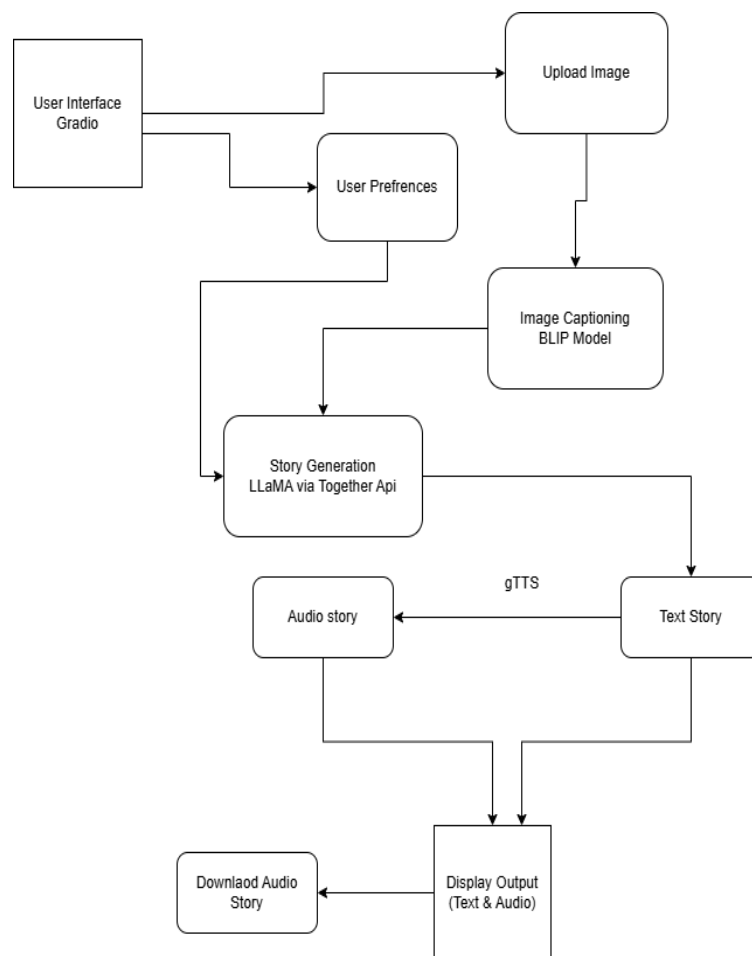 User Interface
Gradio
Upload Image
User Prefrences
Image Captioning
BLIP Model
Story Generation
LLaMA via Together Api
gTTS
Audio story
Text Story
Display Output
(Text & Audio)
Downlaod Audio
Story